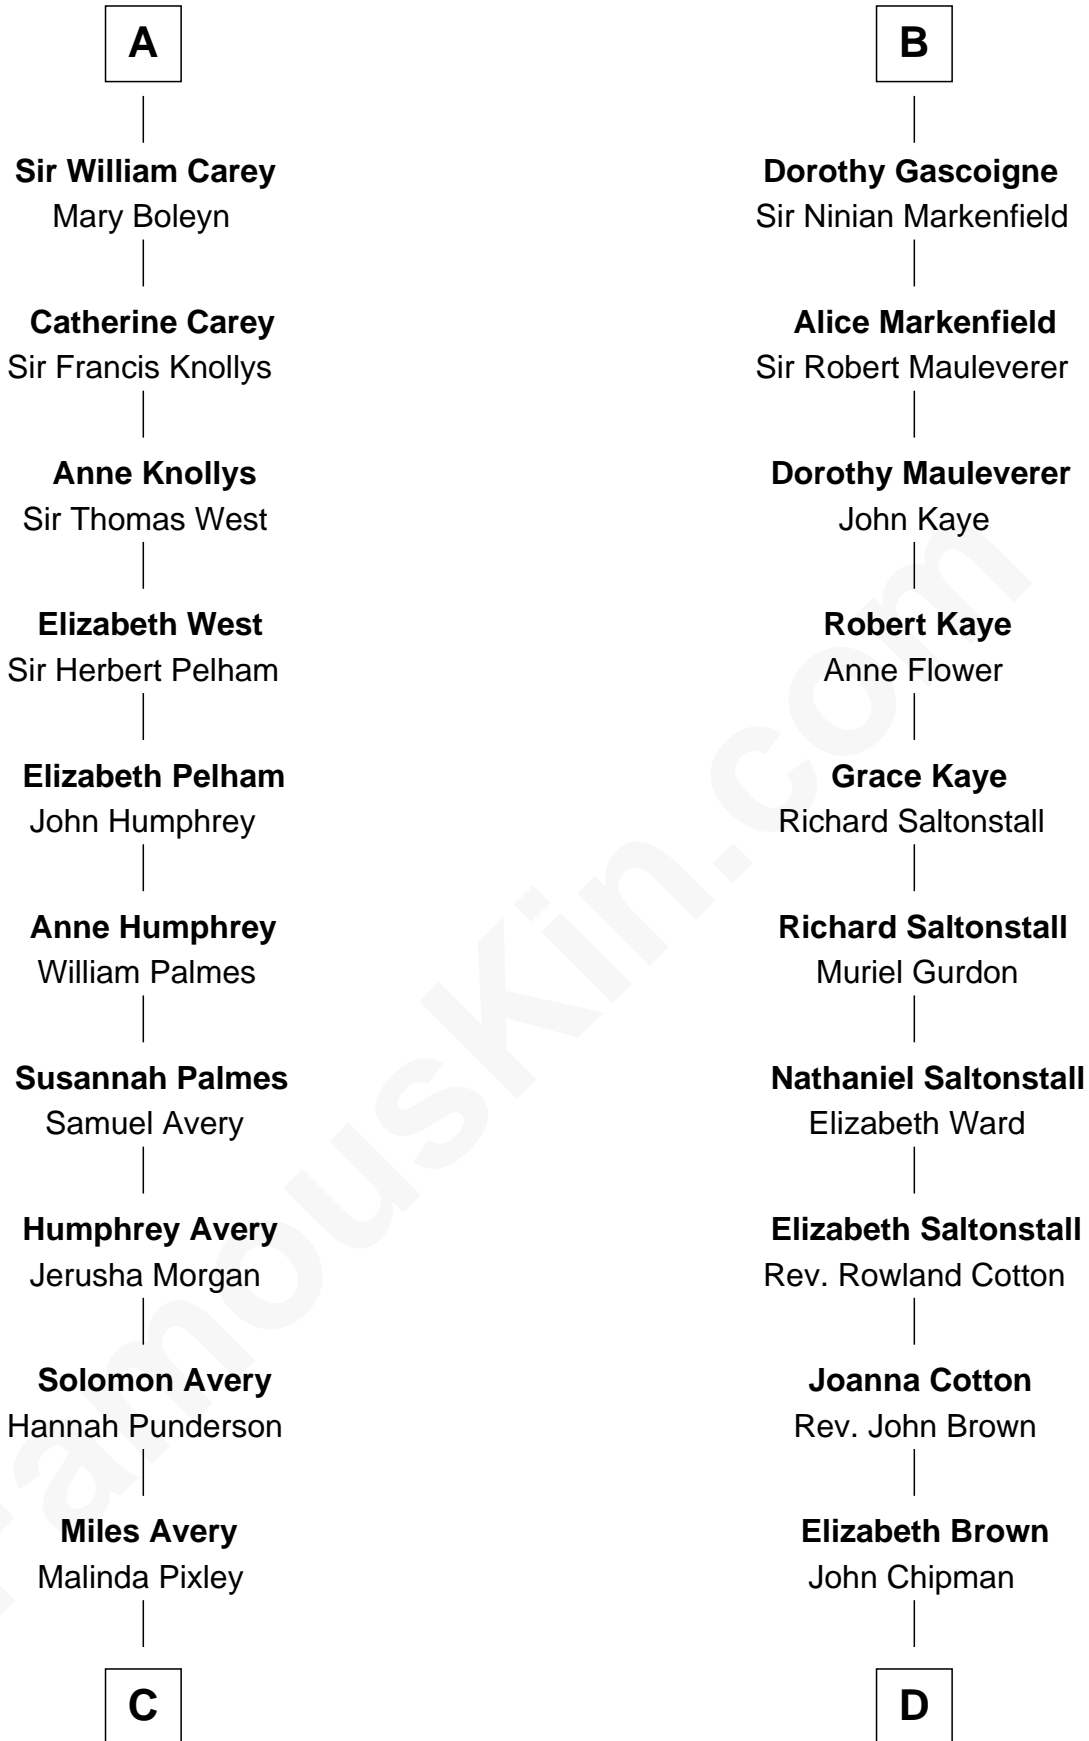 A
Sir William Carey
Mary Boleyn
Catherine Carey
Sir Francis Knollys
Anne Knollys
Sir Thomas West
Elizabeth West
Sir Herbert Pelham
Elizabeth Pelham
John Humphrey
Anne Humphrey
William Palmes
Susannah Palmes
Samuel Avery
Humphrey Avery
Jerusha Morgan
Solomon Avery
Hannah Punderson
Miles Avery
Malinda Pixley
C
B
Dorothy Gascoigne
Sir Ninian Markenfield
Alice Markenfield
Sir Robert Mauleverer
Dorothy Mauleverer
John Kaye
Robert Kaye
Anne Flower
Grace Kaye
Richard Saltonstall
Richard Saltonstall
Muriel Gurdon
Nathaniel Saltonstall
Elizabeth Ward
Elizabeth Saltonstall
Rev. Rowland Cotton
Joanna Cotton
Rev. John Brown
Elizabeth Brown
John Chipman
D
FamousKin.com